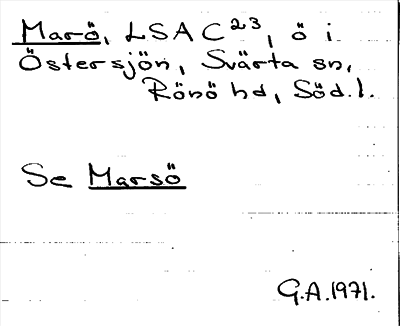 Marö, LSA C²³, ö i
Östersjön, Svärta sn,
Rönö hd, Söd.l.
Se Marsö
G.A.1971.